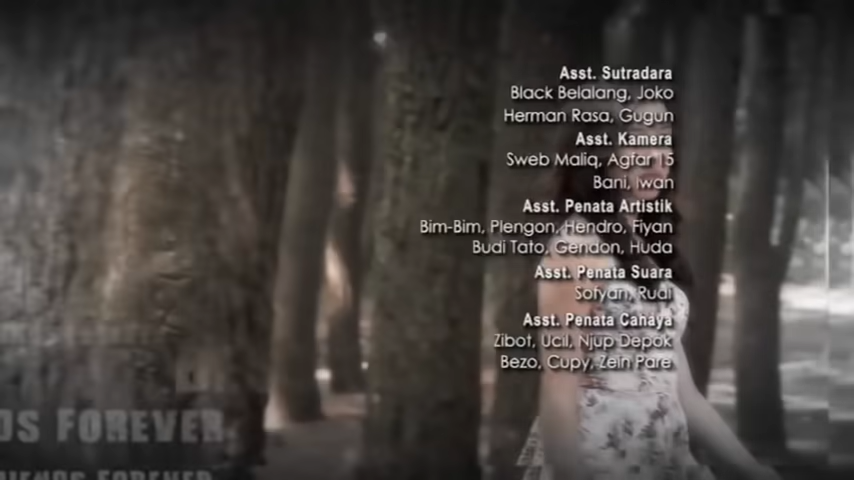 Asst. Sutradara
Black Belalang, Joko
Herman Rasa, Gugun
Asst. Kamera
Sweb Maliq, Agfar 15
Bani, Iwan
Asst. Penata Artistik
Bim-Bim, Plengon, Hendro, Fiyan
Budi Tato, Gendon, Huda
Asst. Penata Suara
Sofyan, Rudi
Asst. Penata Cahaya
Zibot, Ucil, Njup Depok
Bezo, Cupy, Zein Pare
DS FOREVER
IENDS FOREVER